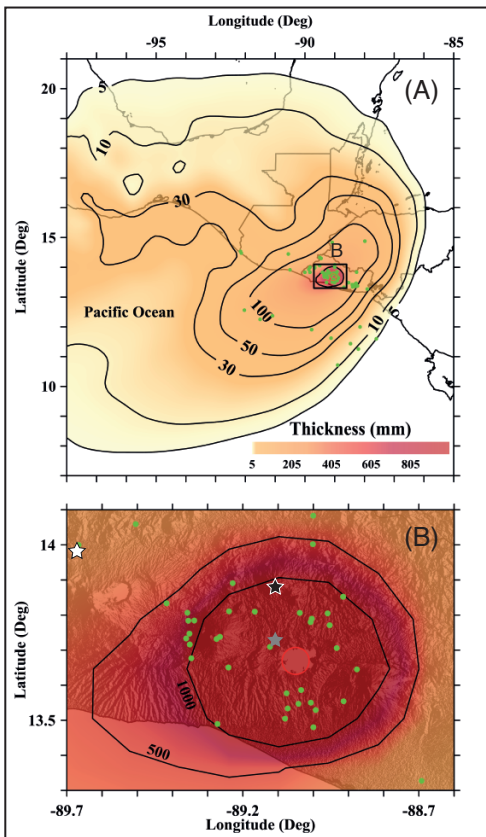 Longitude (Deg)
-95 -90 -85
20
15
10
Latitude (Deg)
(A)
5
10
30
B
Pacific Ocean
100
50
30
10
5
Thickness (mm)
5 205 405 605 805
(B)
14
13.5
Latitude (Deg)
1000
500
-89.7 -89.2 -88.7
Longitude (Deg)